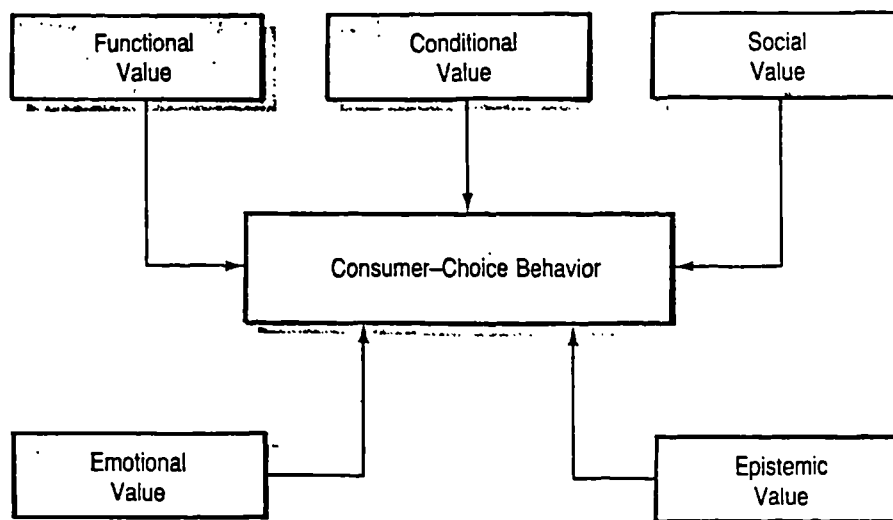 Functional
Value
Conditional
Value
Social
Value
Consumer–Choice Behavior
Emotional
Value
Epistemic
Value